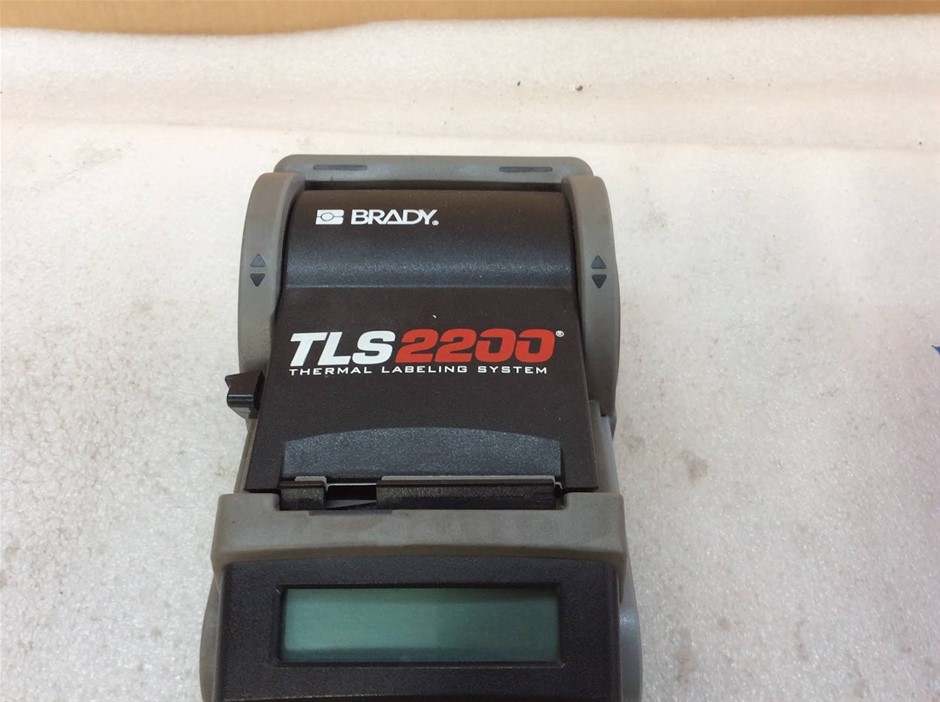 BRADY®
TLS2200®
THERMAL LABELING SYSTEM